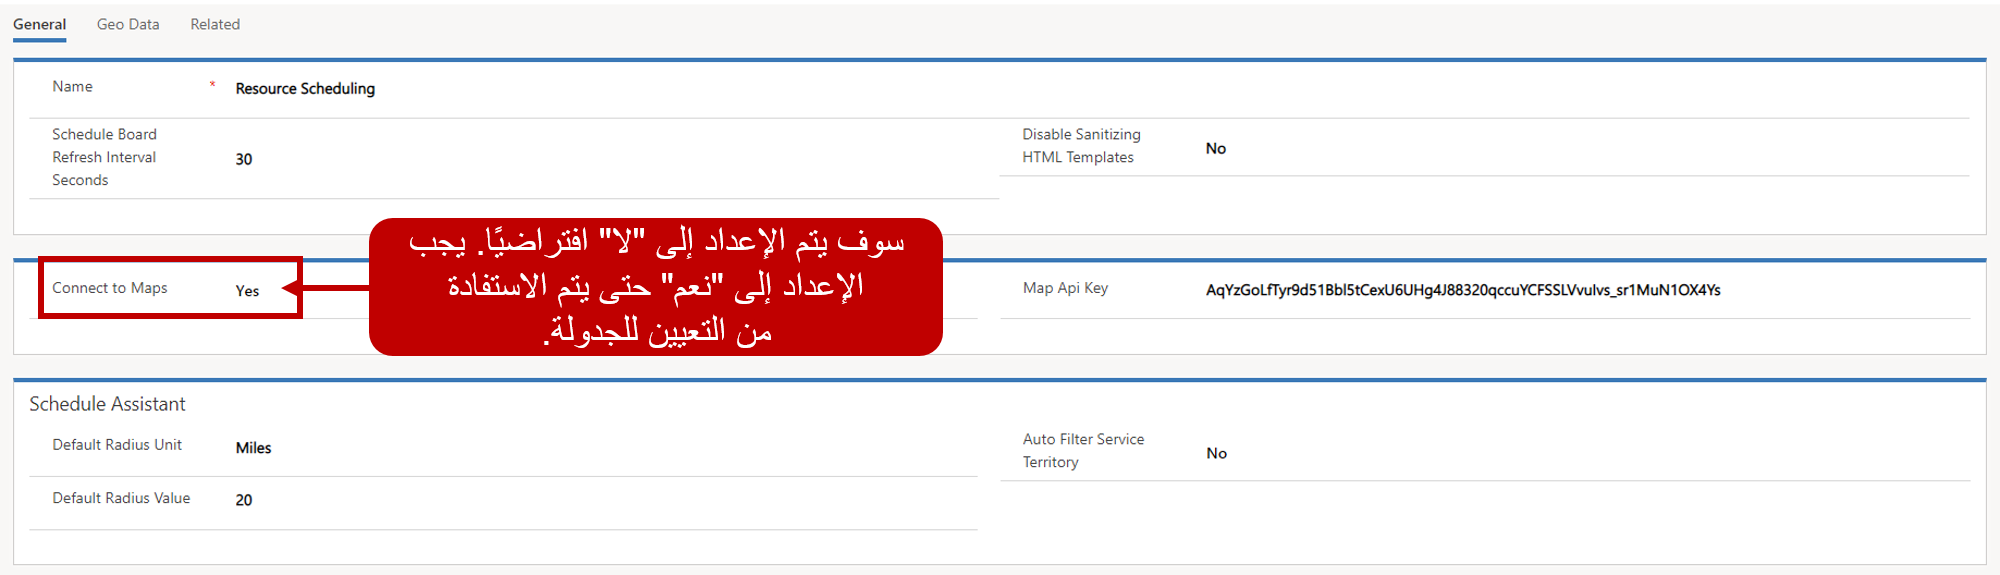 General Geo Data Related
Name * Resource Scheduling
Schedule Board
Refresh Interval
Seconds
30
Disable Sanitizing
HTML Templates
No
Connect to Maps Yes
سوف يتم الإعداد إلى "لا" افتراضيًا. يجب
الإعداد إلى "نعم" حتى يتم الاستفادة
من التعيين للجدولة.
Map Api Key AqYzGoLfTyr9d51Bbl5tCexU6UHg4J88320qccuYCFSSLVvulvs_sr1MuN1OX4Ys
Schedule Assistant
Default Radius Unit Miles
Auto Filter Service
Territory
No
Default Radius Value 20